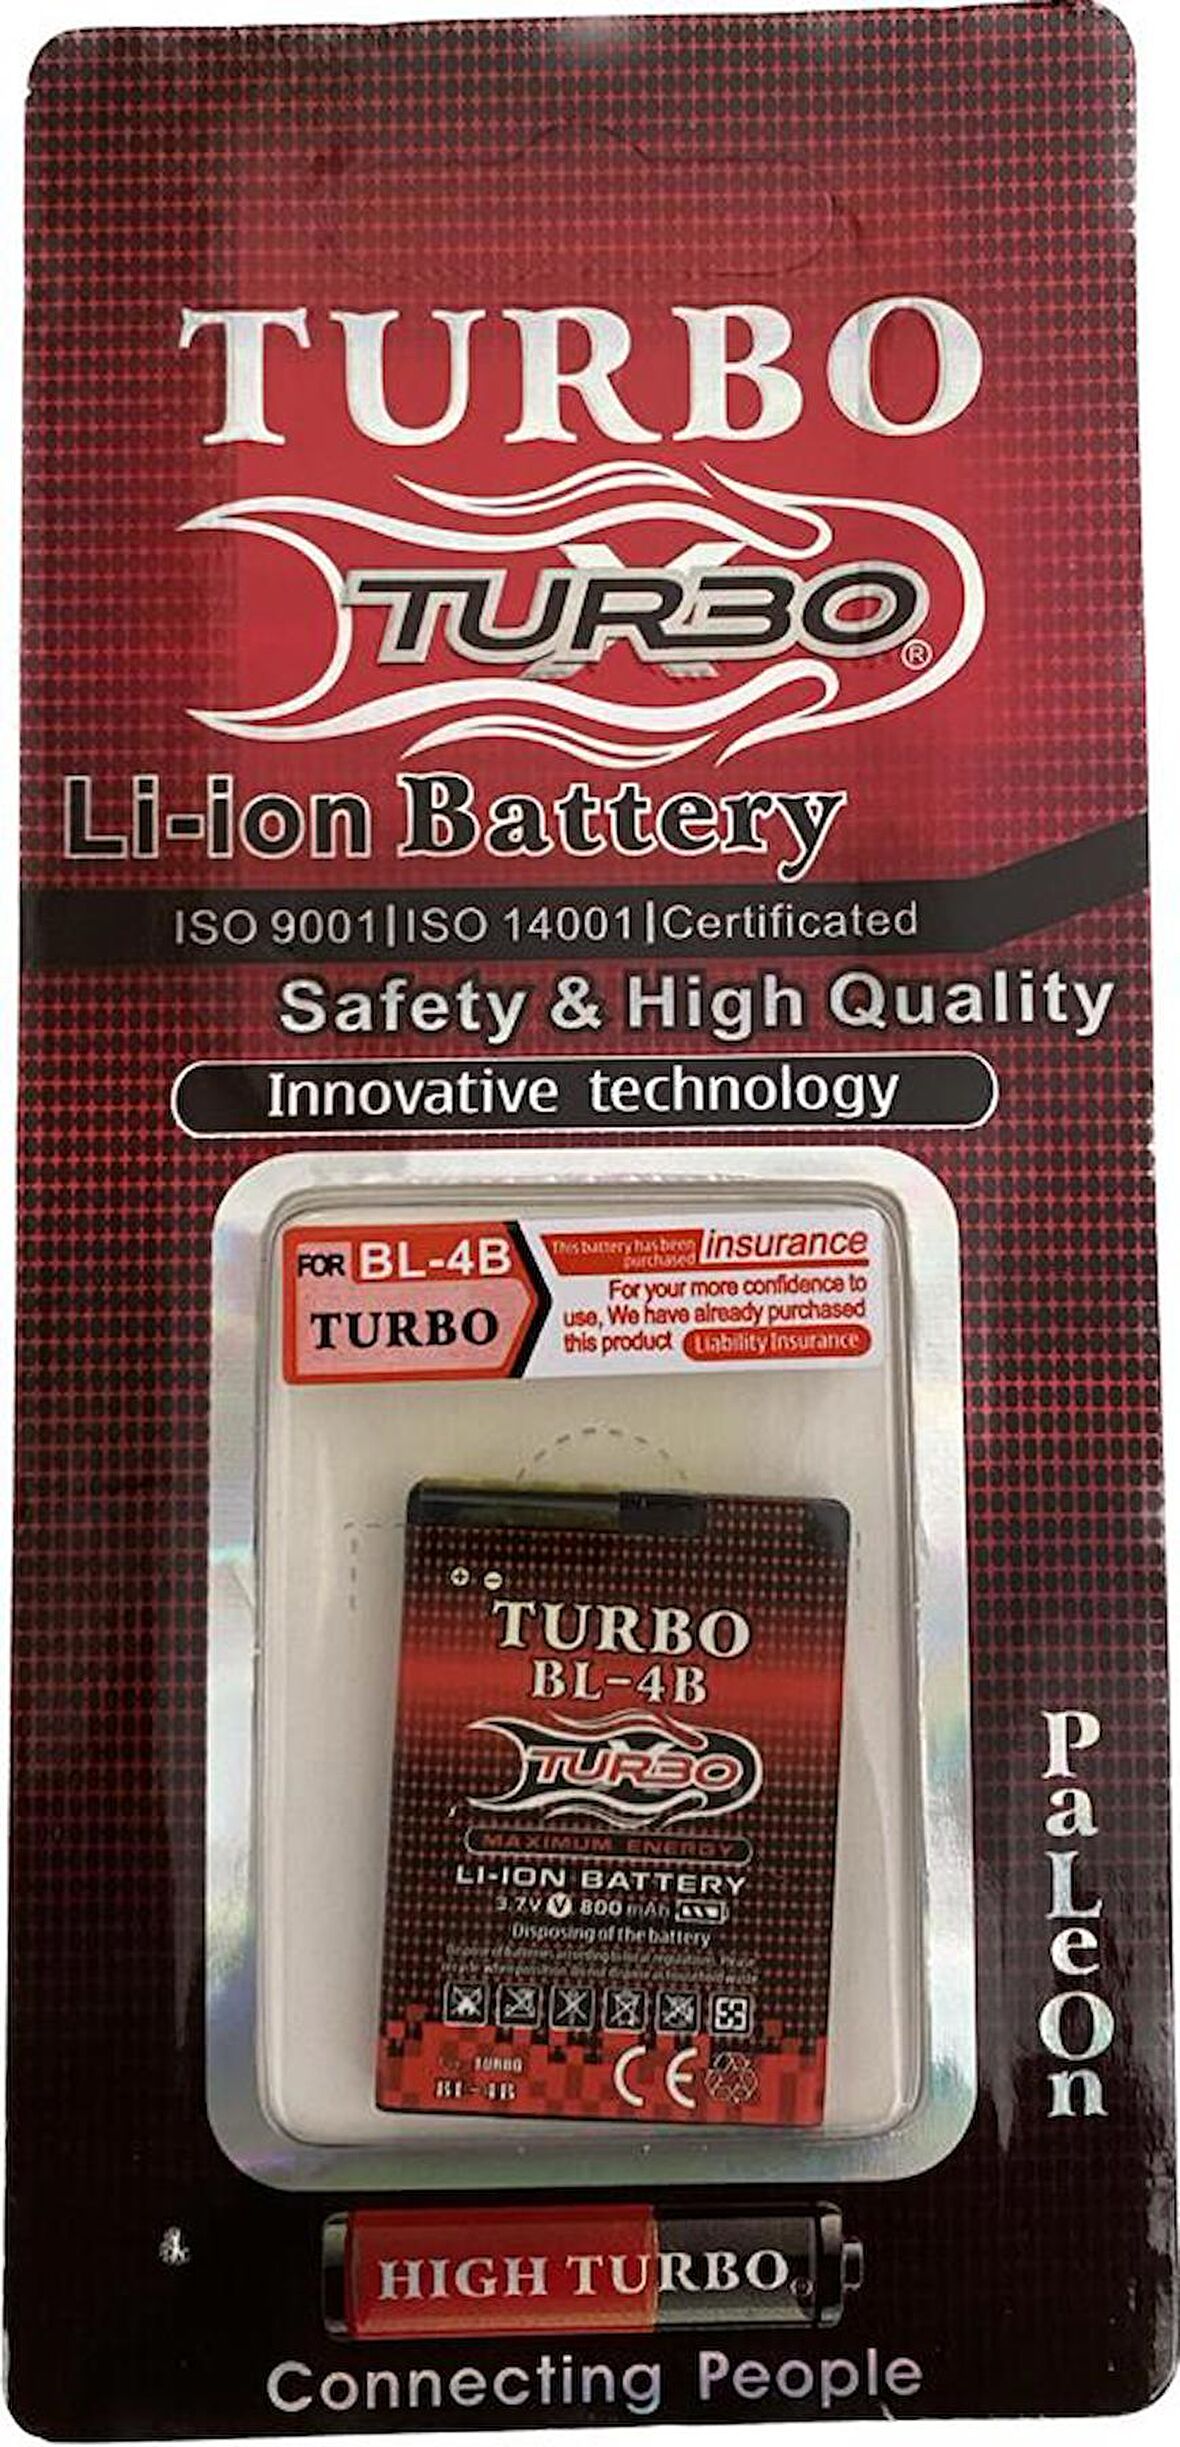 TURBO
TURBO
X
®
Li-ion Battery
ISO 9001|ISO 14001|Certificated
Safety & High Quality
Innovative technology
FOR BL-4B
TURBO
This battery has been purchased insurance
For your more confidence to
use, We have already purchased
this product Liability Insurance
TURBO
BL-4B
TURBO
MAXIMUM ENERGY
LI-ION BATTERY
3.7V V 800 mAh
Disposing of the battery
TURBO
BL-4B
CE
PaLeOn
HIGH TURBO
Connecting People